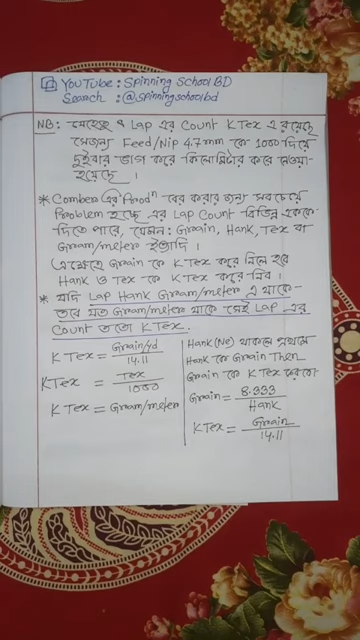 YouTube: Spinning School BD
Search: @spinningschoolbd
NB: যেহেতু Lap এর Count KTex এ রয়েছে
সেজন্য Feed/Nip 4.7mm কে 1000 দিয়ে
দুইবার ভাগ করে কিলোমিটার করে নেওয়া-
হয়েছে।
* Comber এর Prodⁿ বের করার জন্য সবচেয়ে
Problem হচ্ছে এর Lap Count বিভিন্ন এককে
দিতে পারে, যেমন: Grain, Hank, Tex বা
Gram/meter ইত্যাদি।
এক্ষেত্রে Grain কে KTex করে নিলে হবে
Hank ও Tex কে KTex করে নিব।
* যদি Lap Hank Gram/meter এ থাকে-
তবে যত Gram/meter থাকে সেই Lap এর
Count ততো KTex.
KTex = Grain/yd / 14.11
KTex = Tex / 1000
KTex = Gram/meter
Hank (Ne) থাকলে প্রথমে
Hank কে Grain Then
Grain কে KTex করবো
Grain = 8.333 / Hank
KTex = Grain / 14.11